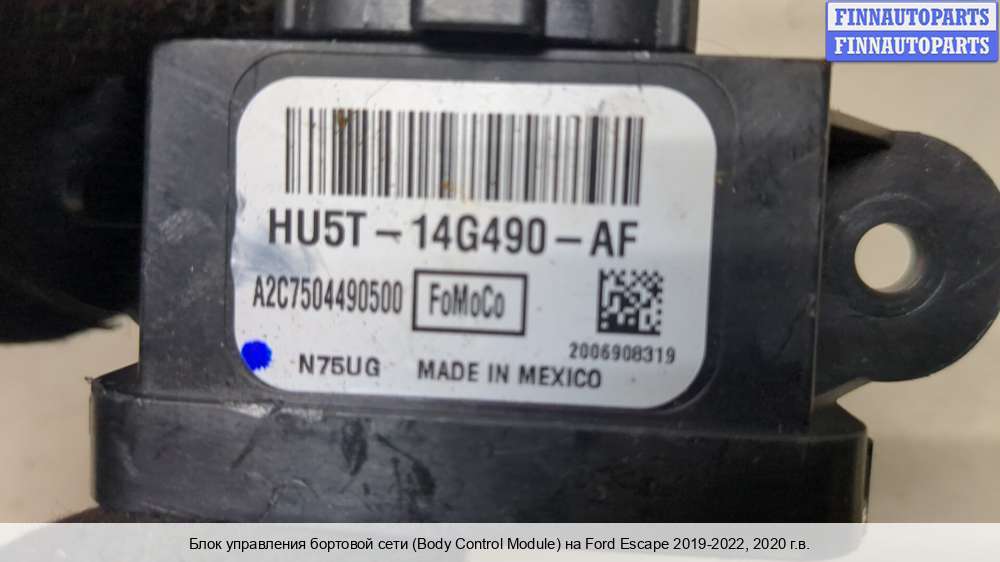 FINNAUTOPARTS
FINNAUTOPARTS
HU5T-14G490-AF
A2C7504490500 FoMoCo
2006908319
N75UG MADE IN MEXICO
Блок управления бортовой сети (Body Control Module) на Ford Escape 2019-2022, 2020 г.в.